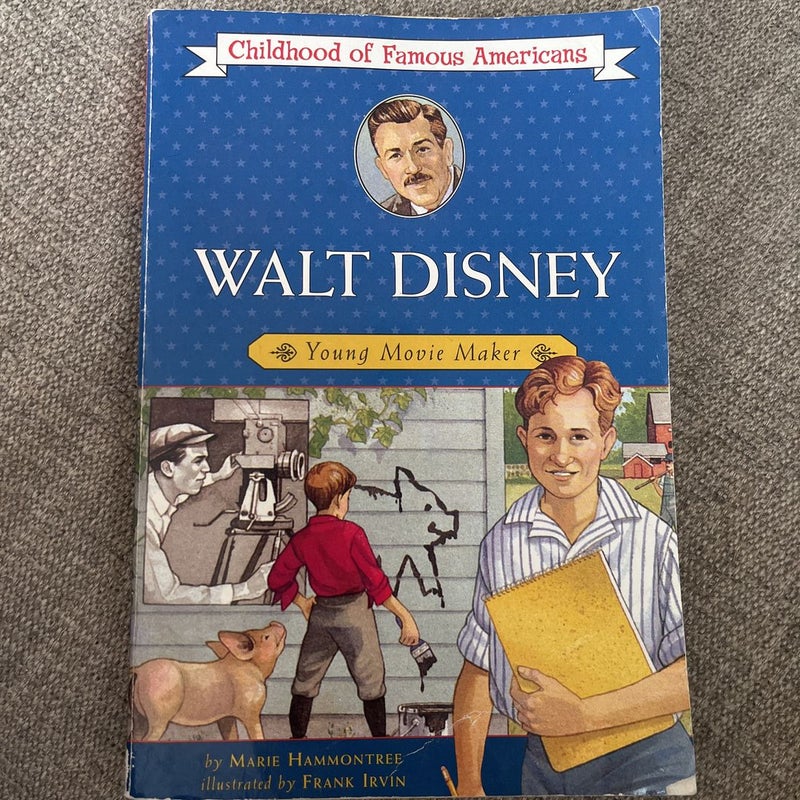 Childhood of Famous Americans
WALT DISNEY
Young Movie Maker
by MARIE HAMMONTREE
illustrated by FRANK IRVIN